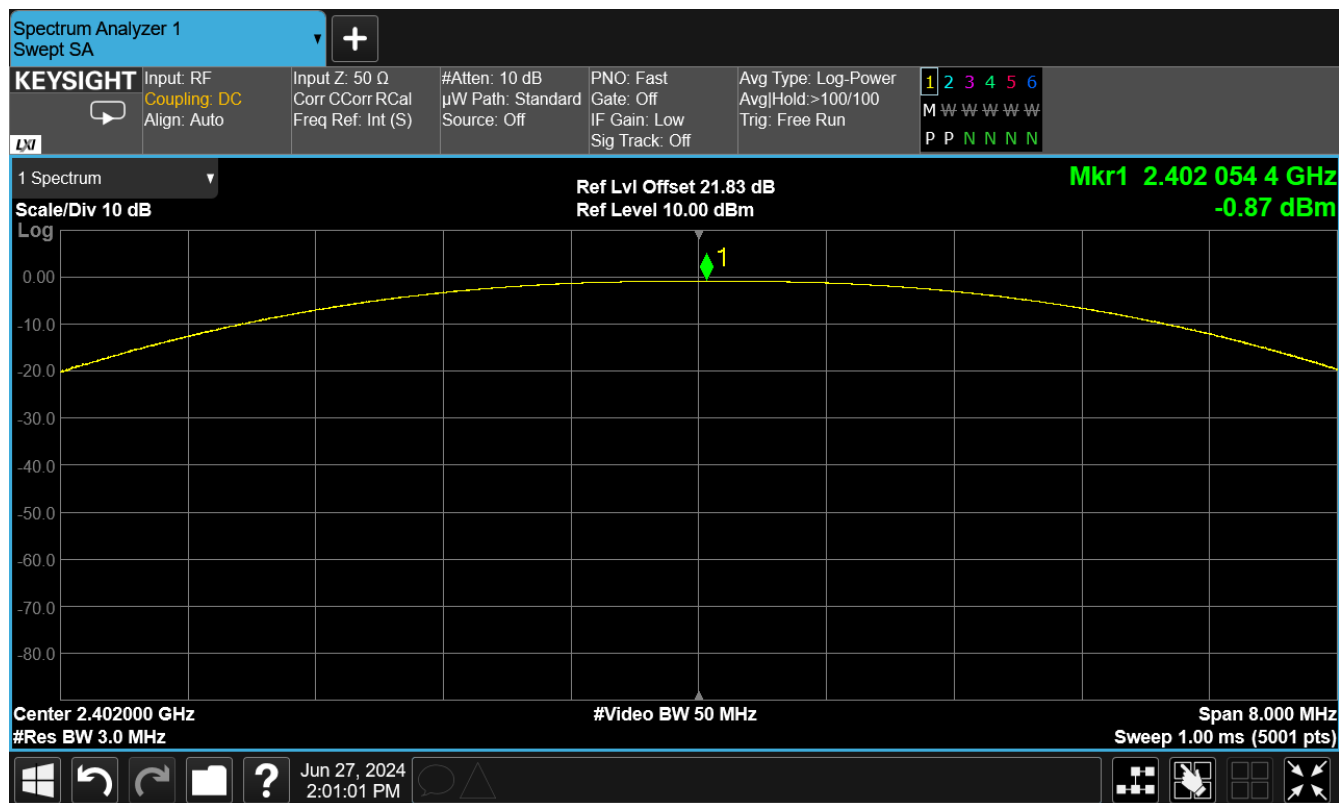 Spectrum Analyzer 1
Swept SA
KEYSIGHT
LXI
Input: RF
Coupling: DC
Align: Auto
Input Z: 50 Ω
Corr CCorr RCal
Freq Ref: Int (S)
#Atten: 10 dB
µW Path: Standard
Source: Off
PNO: Fast
Gate: Off
IF Gain: Low
Sig Track: Off
Avg Type: Log-Power
Avg|Hold:>100/100
Trig: Free Run
1 2 3 4 5 6
M W W W W W
P P N N N N
1 Spectrum
Scale/Div 10 dB
Log
Ref Lvl Offset 21.83 dB
Ref Level 10.00 dBm
Mkr1 2.402 054 4 GHz
-0.87 dBm
1
0.00
-10.0
-20.0
-30.0
-40.0
-50.0
-60.0
-70.0
-80.0
Center 2.402000 GHz
#Res BW 3.0 MHz
#Video BW 50 MHz
Span 8.000 MHz
Sweep 1.00 ms (5001 pts)
?
Jun 27, 2024
2:01:01 PM